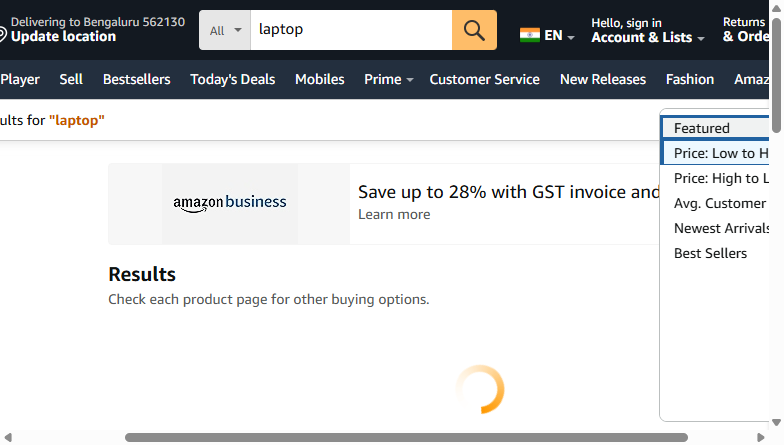 Delivering to Bengaluru 562130
Update location
All
laptop
EN
Hello, sign in
Account & Lists
Returns
& Orde
Player Sell Bestsellers Today's Deals Mobiles Prime Customer Service New Releases Fashion Amaz
ults for "laptop"
Featured
Price: Low to H
Price: High to L
Avg. Customer
Newest Arrivals
Best Sellers
amazon business
Save up to 28% with GST invoice and
Learn more
Results
Check each product page for other buying options.